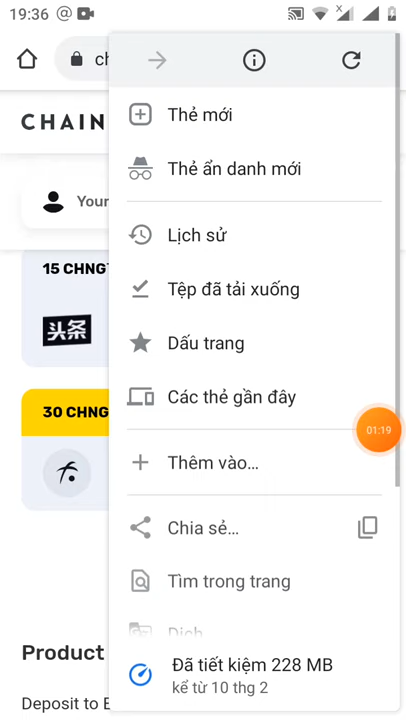 19:36
ch
CHAIN
Thẻ mới
Thẻ ẩn danh mới
Your
Lịch sử
15 CHNG
Tệp đã tải xuống
头条
Dấu trang
Các thẻ gần đây
30 CHNG
01:19
Thêm vào...
Chia sẻ...
Tìm trong trang
Dịch
Product
Đã tiết kiệm 228 MB
kể từ 10 thg 2
Deposit to E